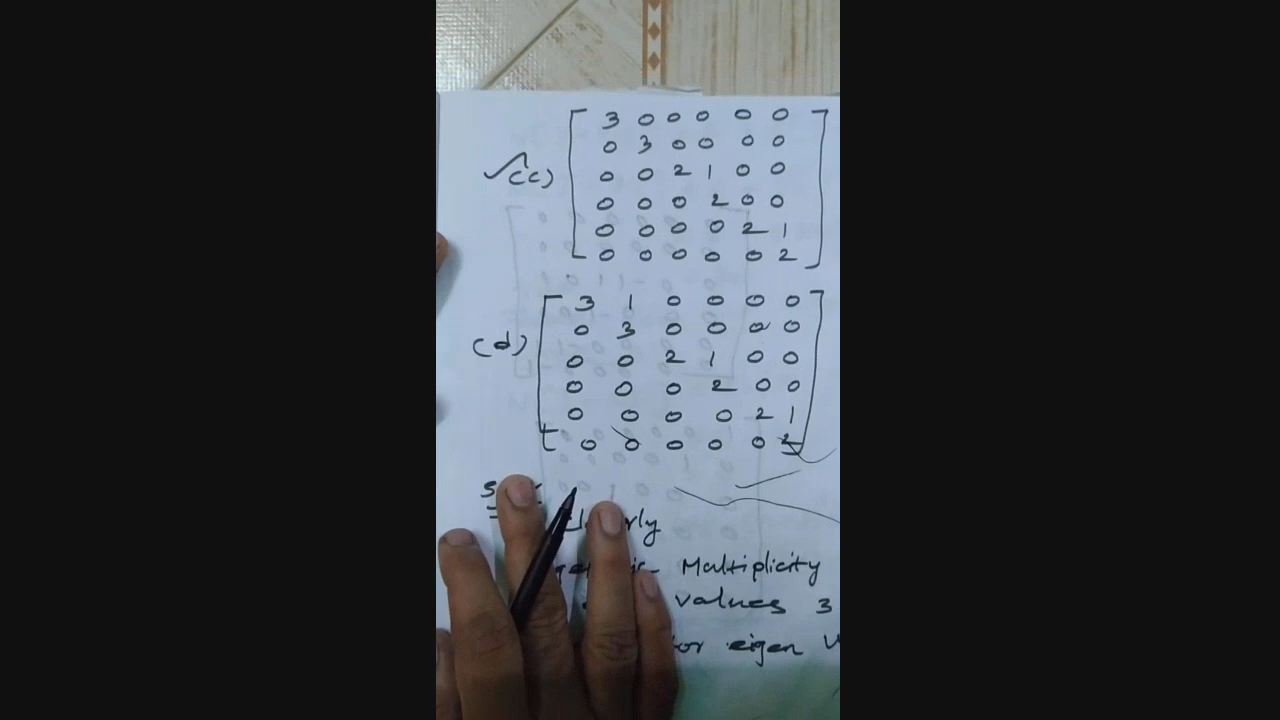 3 0 0 0 0 0
0 3 0 0 0 0
(c) 0 0 2 1 0 0
0 0 0 2 0 0
0 0 0 0 2 1
0 0 0 0 0 2
3 1 0 0 0 0
0 3 0 0 0 0
(d) 0 0 2 1 0 0
0 0 0 2 0 0
0 0 0 0 2 1
0 0 0 0 0 2
Multiplicity
values 3
eigen